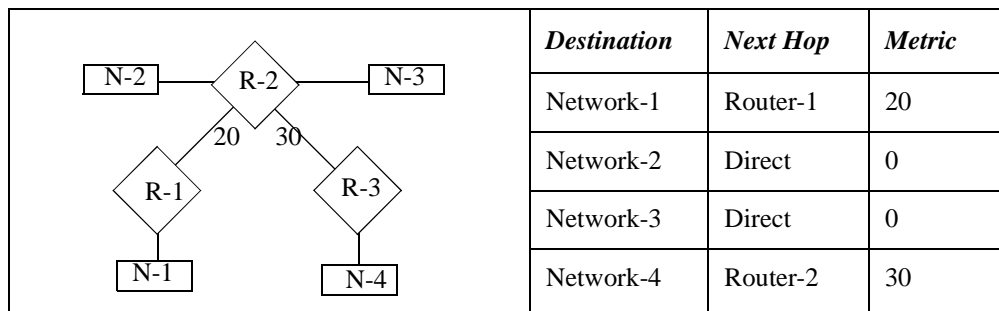 N-2 R-2 N-3
20 30
R-1 R-3
N-1 N-4
Destination Next Hop Metric
Network-1 Router-1 20
Network-2 Direct 0
Network-3 Direct 0
Network-4 Router-2 30